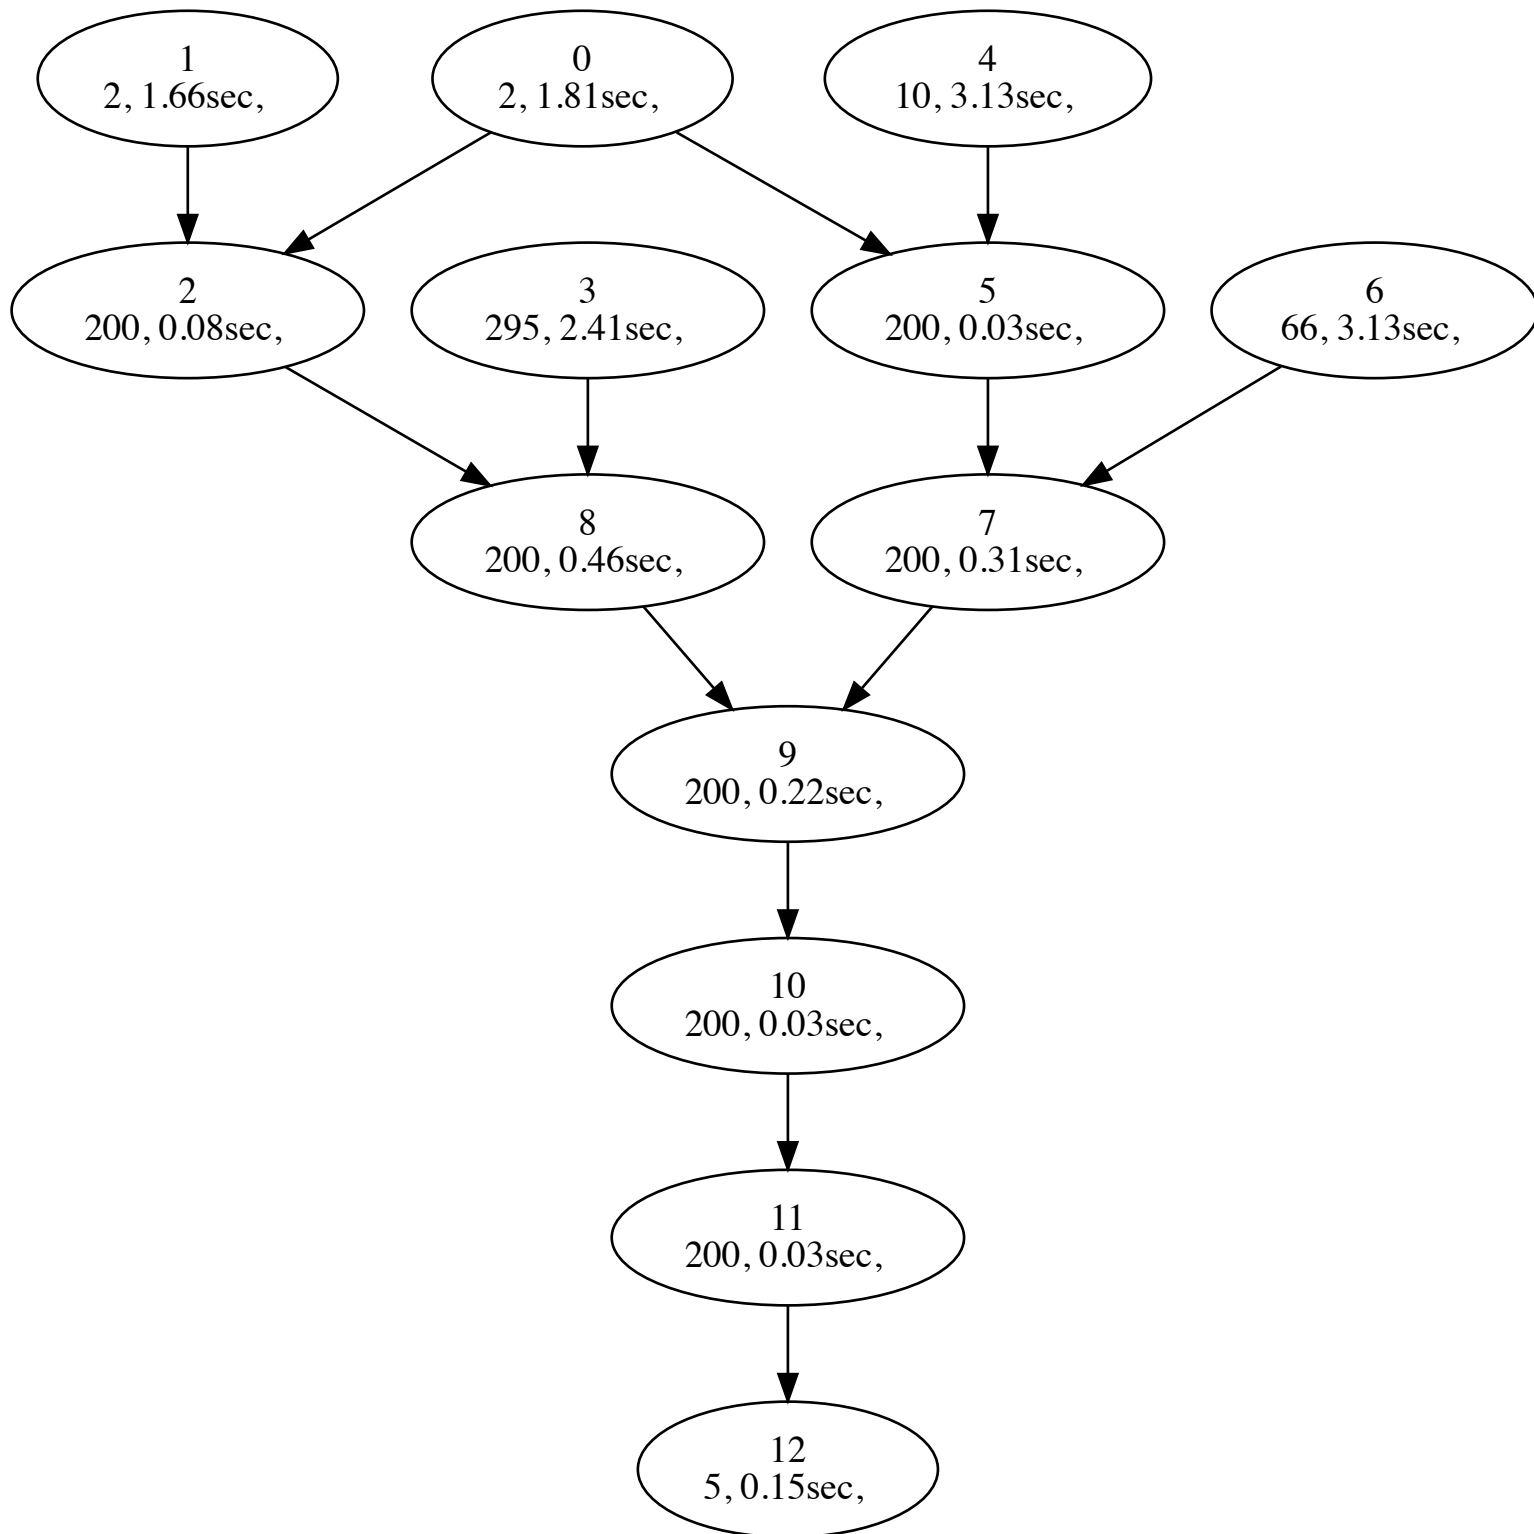 1
2, 1.66sec,
0
2, 1.81sec,
4
10, 3.13sec,
2
200, 0.08sec,
3
295, 2.41sec,
5
200, 0.03sec,
6
66, 3.13sec,
8
200, 0.46sec,
7
200, 0.31sec,
9
200, 0.22sec,
10
200, 0.03sec,
11
200, 0.03sec,
12
5, 0.15sec,